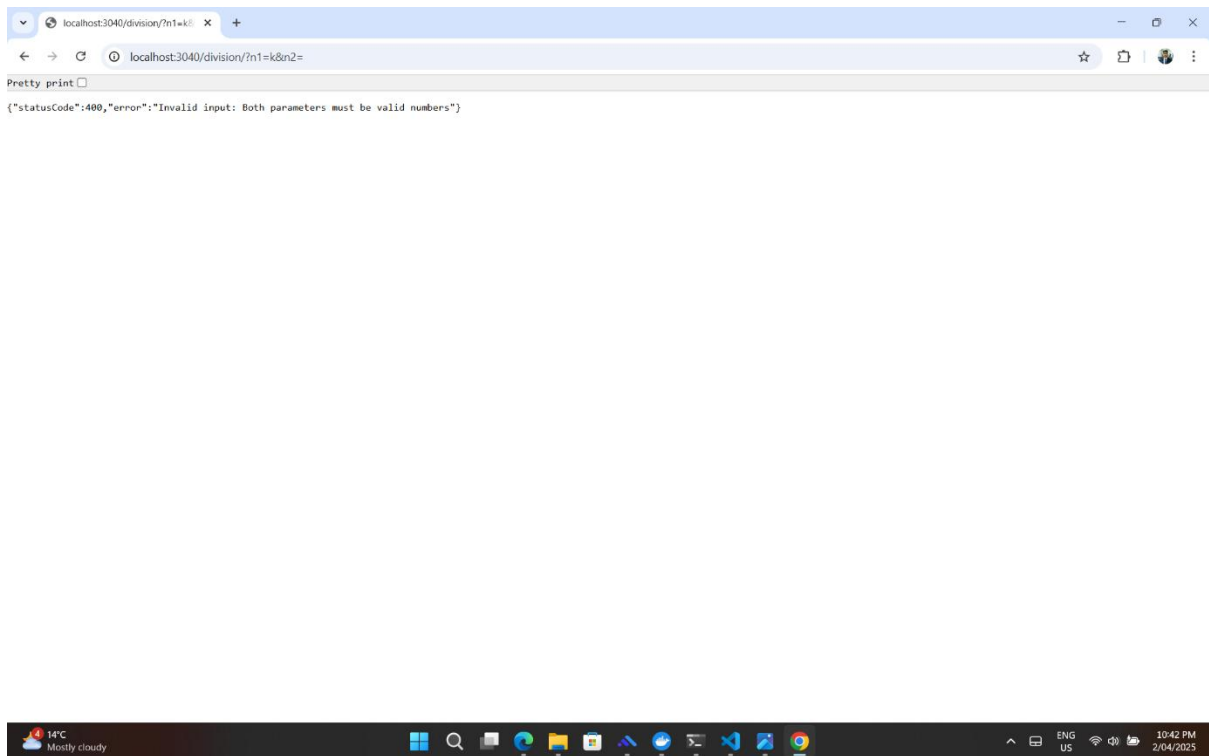 localhost:3040/division/?n1=k&
localhost:3040/division/?n1=k&n2=
Pretty print
{"statusCode":400,"error":"Invalid input: Both parameters must be valid numbers"}
4
14°C
Mostly cloudy
ENG
US
10:42 PM
2/04/2025